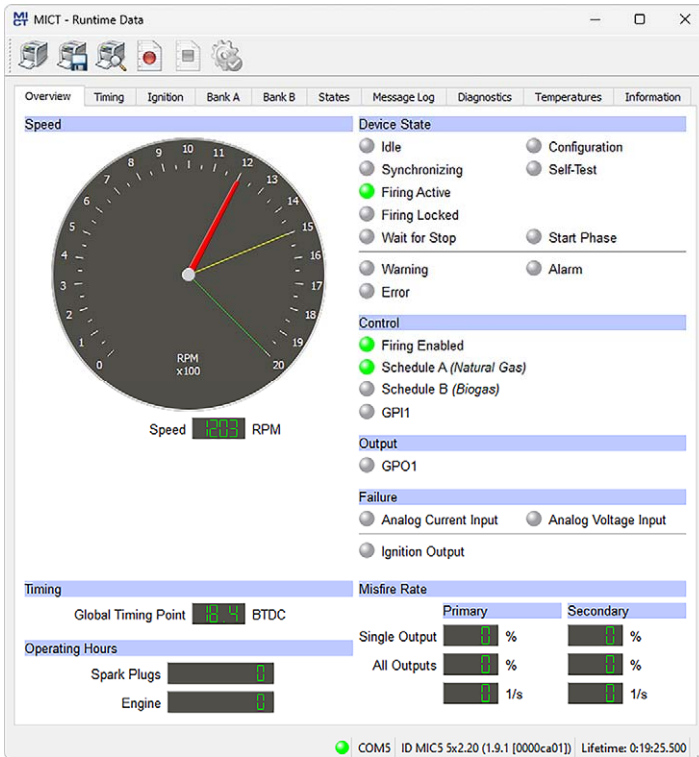 MICT - Runtime Data
Overview Timing Ignition Bank A Bank B States Message Log Diagnostics Temperatures Information
Speed
0 1 2 3 4 5 6 7 8 9 10 11 12 13 14 15 16 17 18 19 20
RPM
x100
Speed 1203 RPM
Device State
Idle Configuration
Synchronizing Self-Test
Firing Active
Firing Locked
Wait for Stop Start Phase
Warning Alarm
Error
Control
Firing Enabled
Schedule A (Natural Gas)
Schedule B (Biogas)
GPI1
Output
GPO1
Failure
Analog Current Input Analog Voltage Input
Ignition Output
Timing
Global Timing Point 18.4 BTDC
Operating Hours
Spark Plugs 0
Engine 0
Misfire Rate
Primary Secondary
Single Output 0 % 0 %
All Outputs 0 % 0 %
0 1/s 0 1/s
COM5 ID MIC5 5x2.20 (1.9.1 [0000ca01]) Lifetime: 0:19:25.500